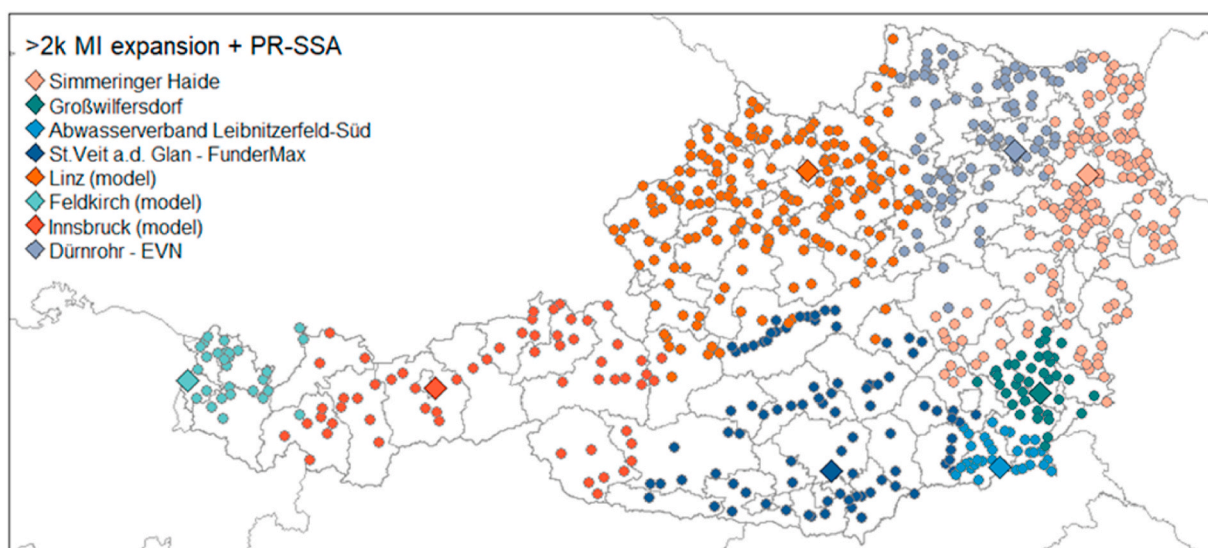 >2k MI expansion + PR-SSA
Simmeringer Haide
Großwilfersdorf
Abwasserverband Leibnitzerfeld-Süd
St.Veit a.d. Glan - FunderMax
Linz (model)
Feldkirch (model)
Innsbruck (model)
Dürnrohr - EVN